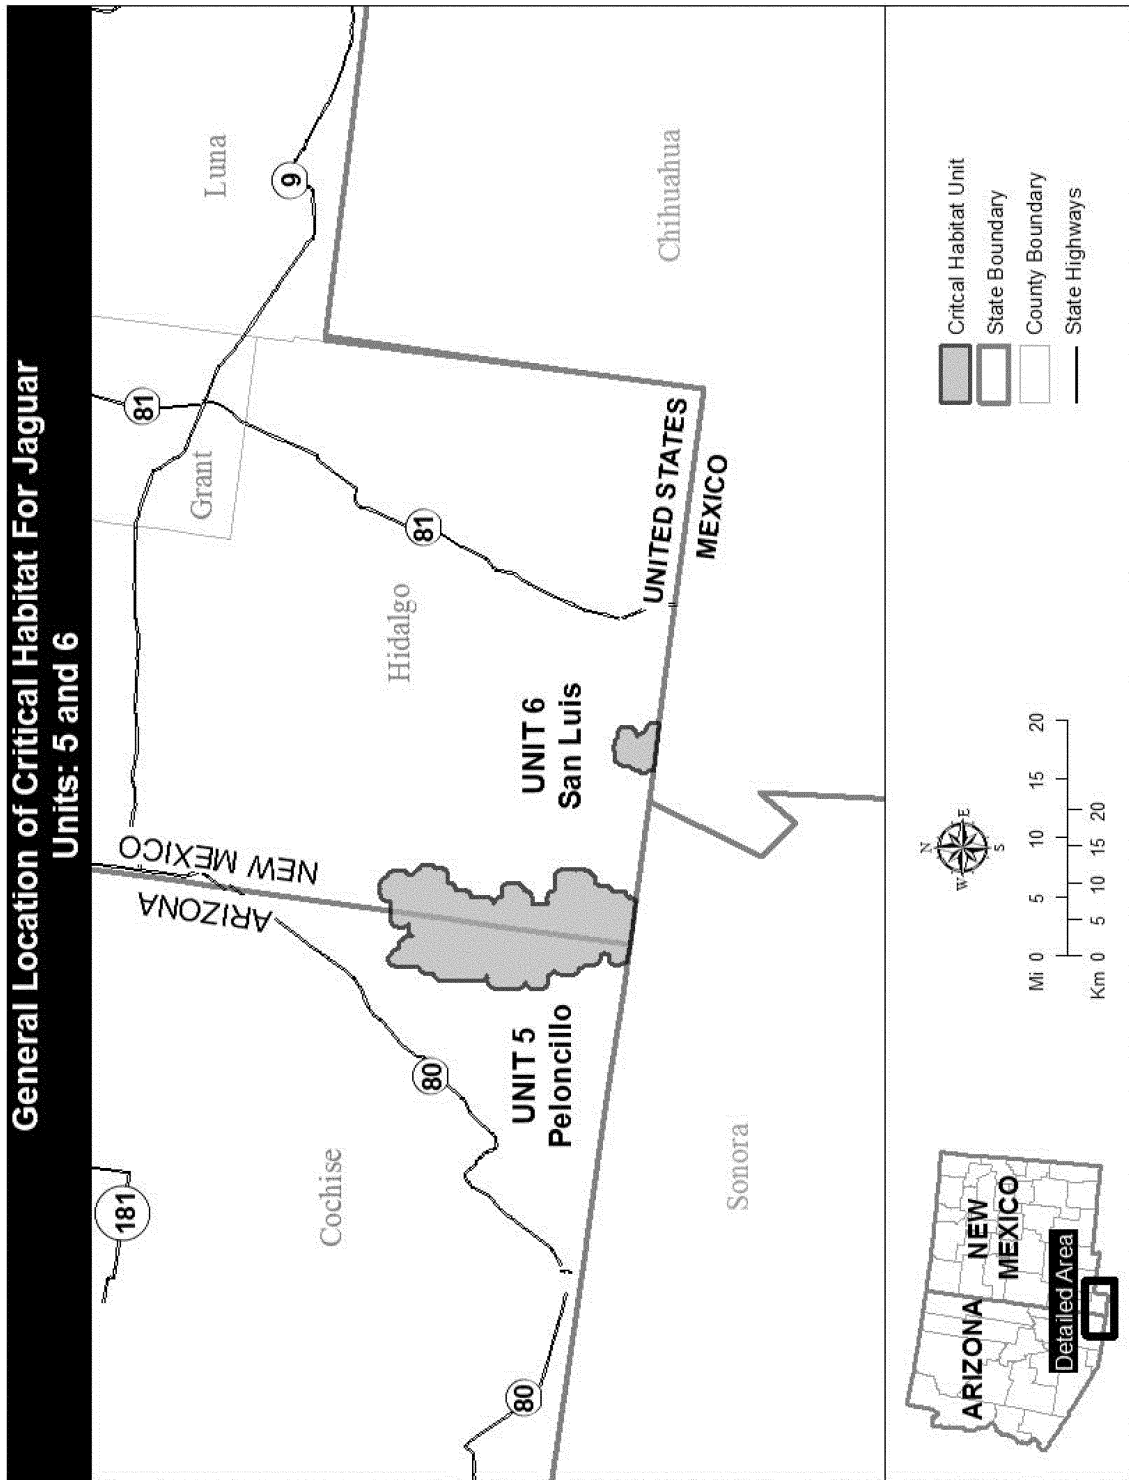 General Location of Critical Habitat For Jaguar
Units: 5 and 6
181
81
Luna
9
Grant
NEW MEXICO
ARIZONA
Cochise
Hidalgo
81
80
80
UNIT 5
Peloncillo
UNIT 6
San Luis
UNITED STATES
MEXICO
Chihuahua
Sonora
ARIZONA
NEW
MEXICO
Detailed Area
N
W
E
S
Mi 0 5 10 15 20
Km 0 5 10 15 20
Critcal Habitat Unit
State Boundary
County Boundary
State Highways